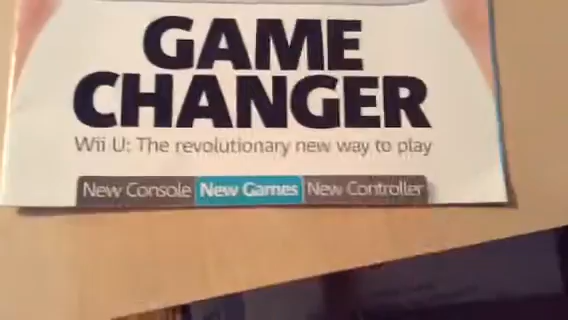 GAME
CHANGER
Wii U: The revolutionary new way to play
New Console New Games New Controller